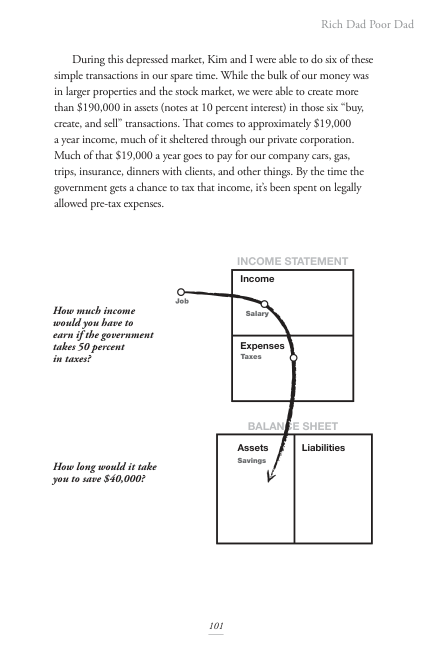 Rich Dad Poor Dad
During this depressed market, Kim and I were able to do six of these
simple transactions in our spare time. While the bulk of our money was
in larger properties and the stock market, we were able to create more
than $190,000 in assets (notes at 10 percent interest) in those six “buy,
create, and sell” transactions. That comes to approximately $19,000
a year income, much of it sheltered through our private corporation.
Much of that $19,000 a year goes to pay for our company cars, gas,
trips, insurance, dinners with clients, and other things. By the time the
government gets a chance to tax that income, it’s been spent on legally
allowed pre-tax expenses.
INCOME STATEMENT
Income
Job
Salary
How much income
would you have to
earn if the government
takes 50 percent
in taxes?
Expenses
Taxes
BALANCE SHEET
Assets
Liabilities
Savings
How long would it take
you to save $40,000?
101